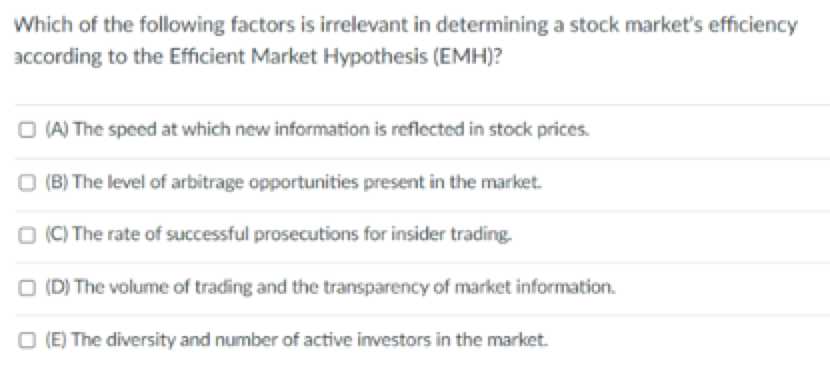 Which of the following factors is irrelevant in determining a stock market's efficiency
according to the Efficient Market Hypothesis (EMH)?
(A) The speed at which new information is reflected in stock prices.
(B) The level of arbitrage opportunities present in the market.
(C) The rate of successful prosecutions for insider trading.
(D) The volume of trading and the transparency of market information.
(E) The diversity and number of active investors in the market.